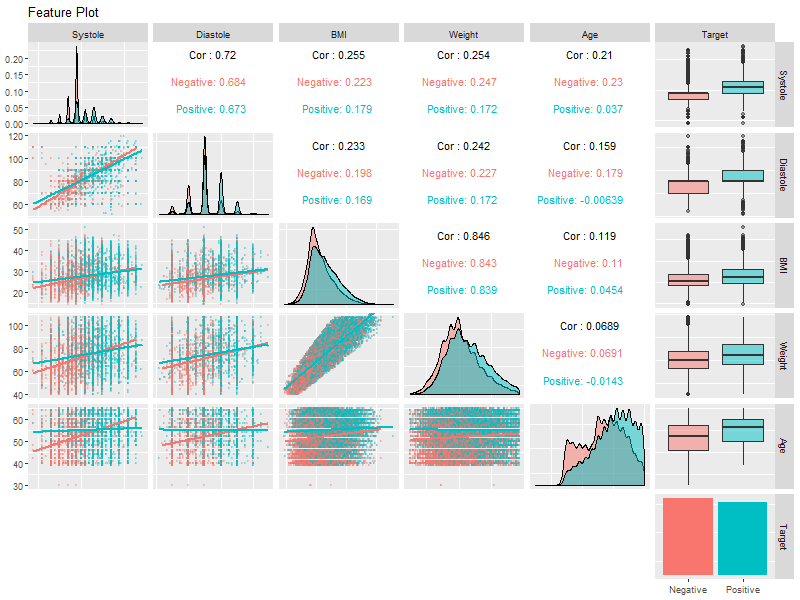 Feature Plot
Systole Diastole BMI Weight Age Target
0.20
0.15
0.10
0.05
0.00
Cor : 0.72
Negative: 0.684
Positive: 0.673
Cor : 0.255
Negative: 0.223
Positive: 0.179
Cor : 0.254
Negative: 0.247
Positive: 0.172
Cor : 0.21
Negative: 0.23
Positive: 0.037
Systole
120
100
80
60
Cor : 0.233
Negative: 0.198
Positive: 0.169
Cor : 0.242
Negative: 0.227
Positive: 0.172
Cor : 0.159
Negative: 0.179
Positive: -0.00639
Diastole
50
40
30
20
Cor : 0.846
Negative: 0.843
Positive: 0.839
Cor : 0.119
Negative: 0.11
Positive: 0.0454
BMI
100
80
60
40
Cor : 0.0689
Negative: 0.0691
Positive: -0.0143
Weight
60
50
40
30
Age
Target
Negative Positive